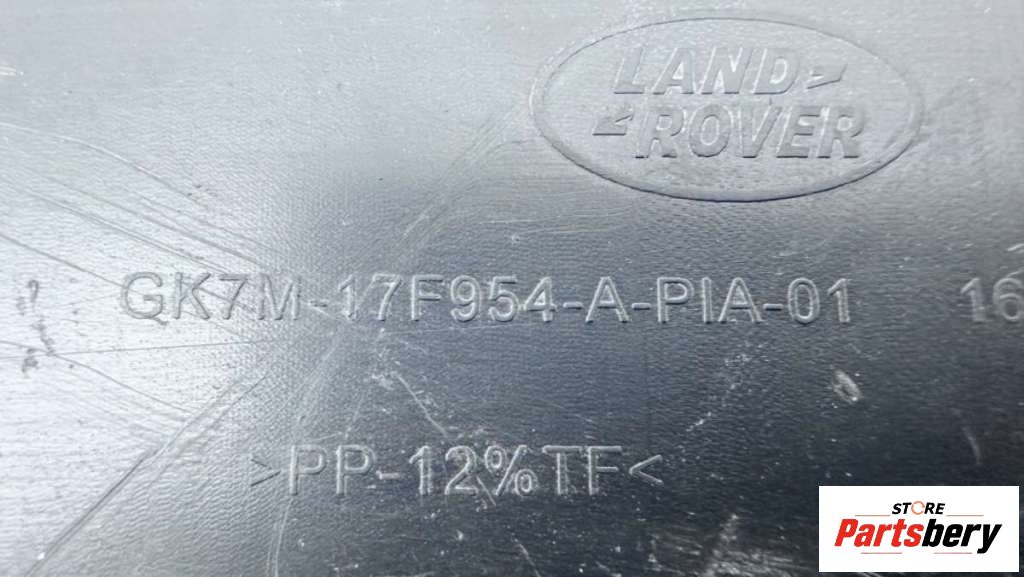 LAND
ROVER
GK7M-17F954-A-PIA-01 16
>PP-12%TF<
STORE
Partsbery